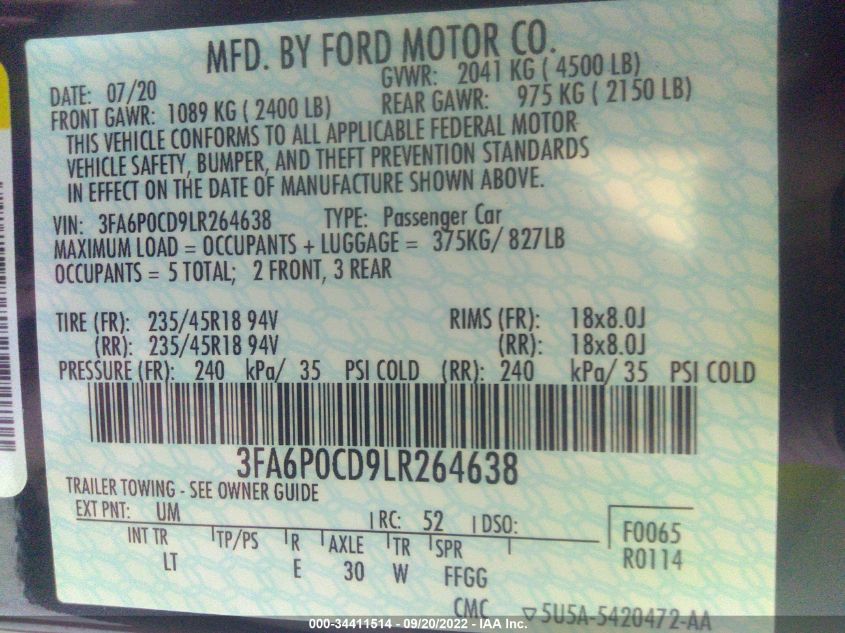 MFD. BY FORD MOTOR CO.
DATE: 07/20 GVWR: 2041 KG ( 4500 LB)
FRONT GAWR: 1089 KG ( 2400 LB) REAR GAWR: 975 KG ( 2150 LB)
THIS VEHICLE CONFORMS TO ALL APPLICABLE FEDERAL MOTOR
VEHICLE SAFETY, BUMPER, AND THEFT PREVENTION STANDARDS
IN EFFECT ON THE DATE OF MANUFACTURE SHOWN ABOVE.
VIN: 3FA6P0CD9LR264638 TYPE: Passenger Car
MAXIMUM LOAD = OCCUPANTS + LUGGAGE = 375KG/ 827LB
OCCUPANTS = 5 TOTAL; 2 FRONT, 3 REAR
TIRE (FR): 235/45R18 94V RIMS (FR): 18x8.0J
(RR): 235/45R18 94V (RR): 18x8.0J
PRESSURE (FR): 240 kPa/ 35 PSI COLD (RR): 240 kPa/ 35 PSI COLD
3FA6P0CD9LR264638
TRAILER TOWING - SEE OWNER GUIDE
EXT PNT: UM RC: 52 DSO: F0065
INT TR TP/PS R AXLE TR SPR R0114
LT E 30 W FFGG
CMC ▽5U5A-5420472-AA
000-34411514 - 09/20/2022 - IAA Inc.